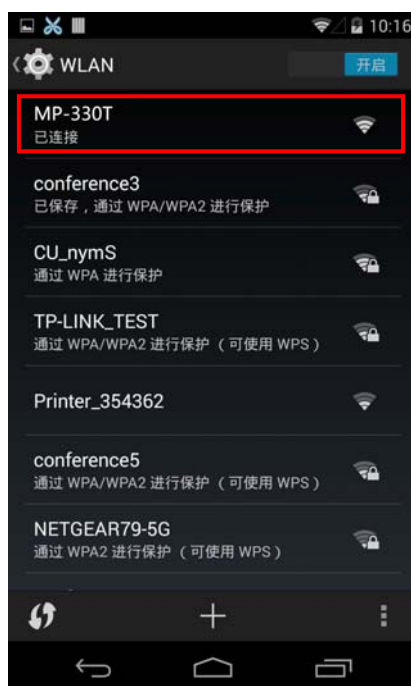 10:16
WLAN
开启
MP-330T
已连接
conference3
已保存，通过 WPA/WPA2 进行保护
CU_nymS
通过 WPA 进行保护
TP-LINK_TEST
通过 WPA/WPA2 进行保护 （可使用 WPS）
Printer_354362
conference5
通过 WPA/WPA2 进行保护 （可使用 WPS）
NETGEAR79-5G
通过 WPA2 进行保护 （可使用 WPS）